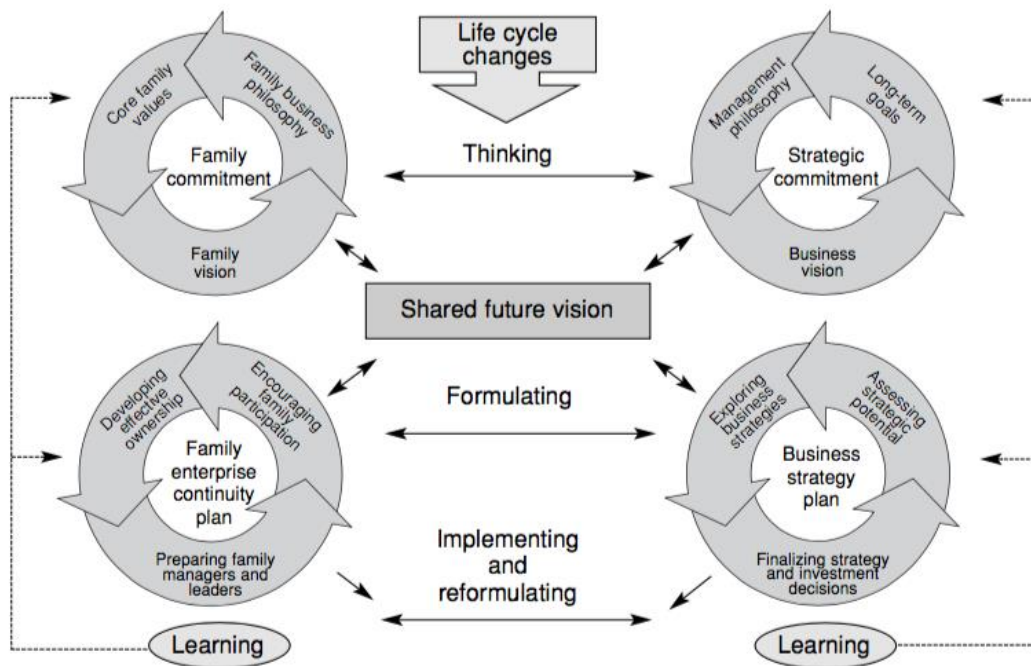 Life cycle
changes
Core family
values
Family business
philosophy
Family
commitment
Family
vision
Thinking
Management
philosophy
Long-term
goals
Strategic
commitment
Business
vision
Shared future vision
Developing
effective
ownership
Encouraging
family
participation
Family
enterprise
continuity
plan
Preparing family
managers and
leaders
Formulating
Exploring
business
strategies
Assessing
strategic
potential
Business
strategy
plan
Finalizing strategy
and investment
decisions
Implementing
and
reformulating
Learning
Learning